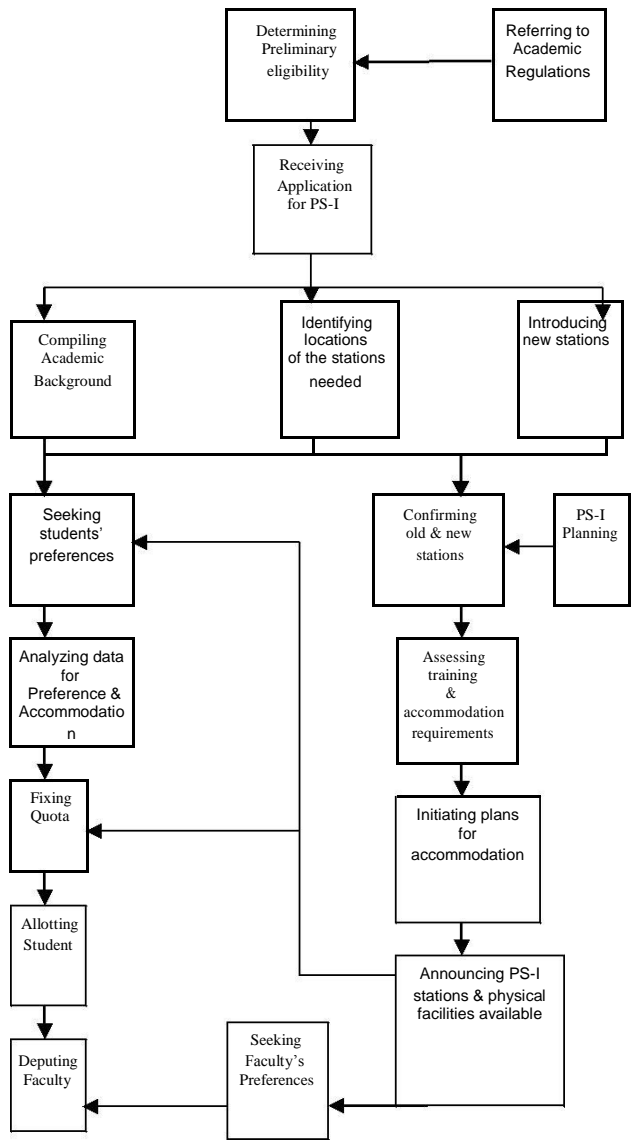 Determining
Preliminary
eligibility
Referring to
Academic
Regulations
Receiving
Application
for PS-I
Compiling
Academic
Background
Identifying
locations
of the stations
needed
Introducing
new stations
Seeking
students'
preferences
Confirming
old & new
stations
PS-I
Planning
Analyzing data
for
Preference &
Accommodatio
n
Assessing
training
&
accommodation
requirements
Fixing
Quota
Initiating plans
for
accommodation
Allotting
Student
Announcing PS-I
stations & physical
facilities available
Deputing
Faculty
Seeking
Faculty's
Preferences